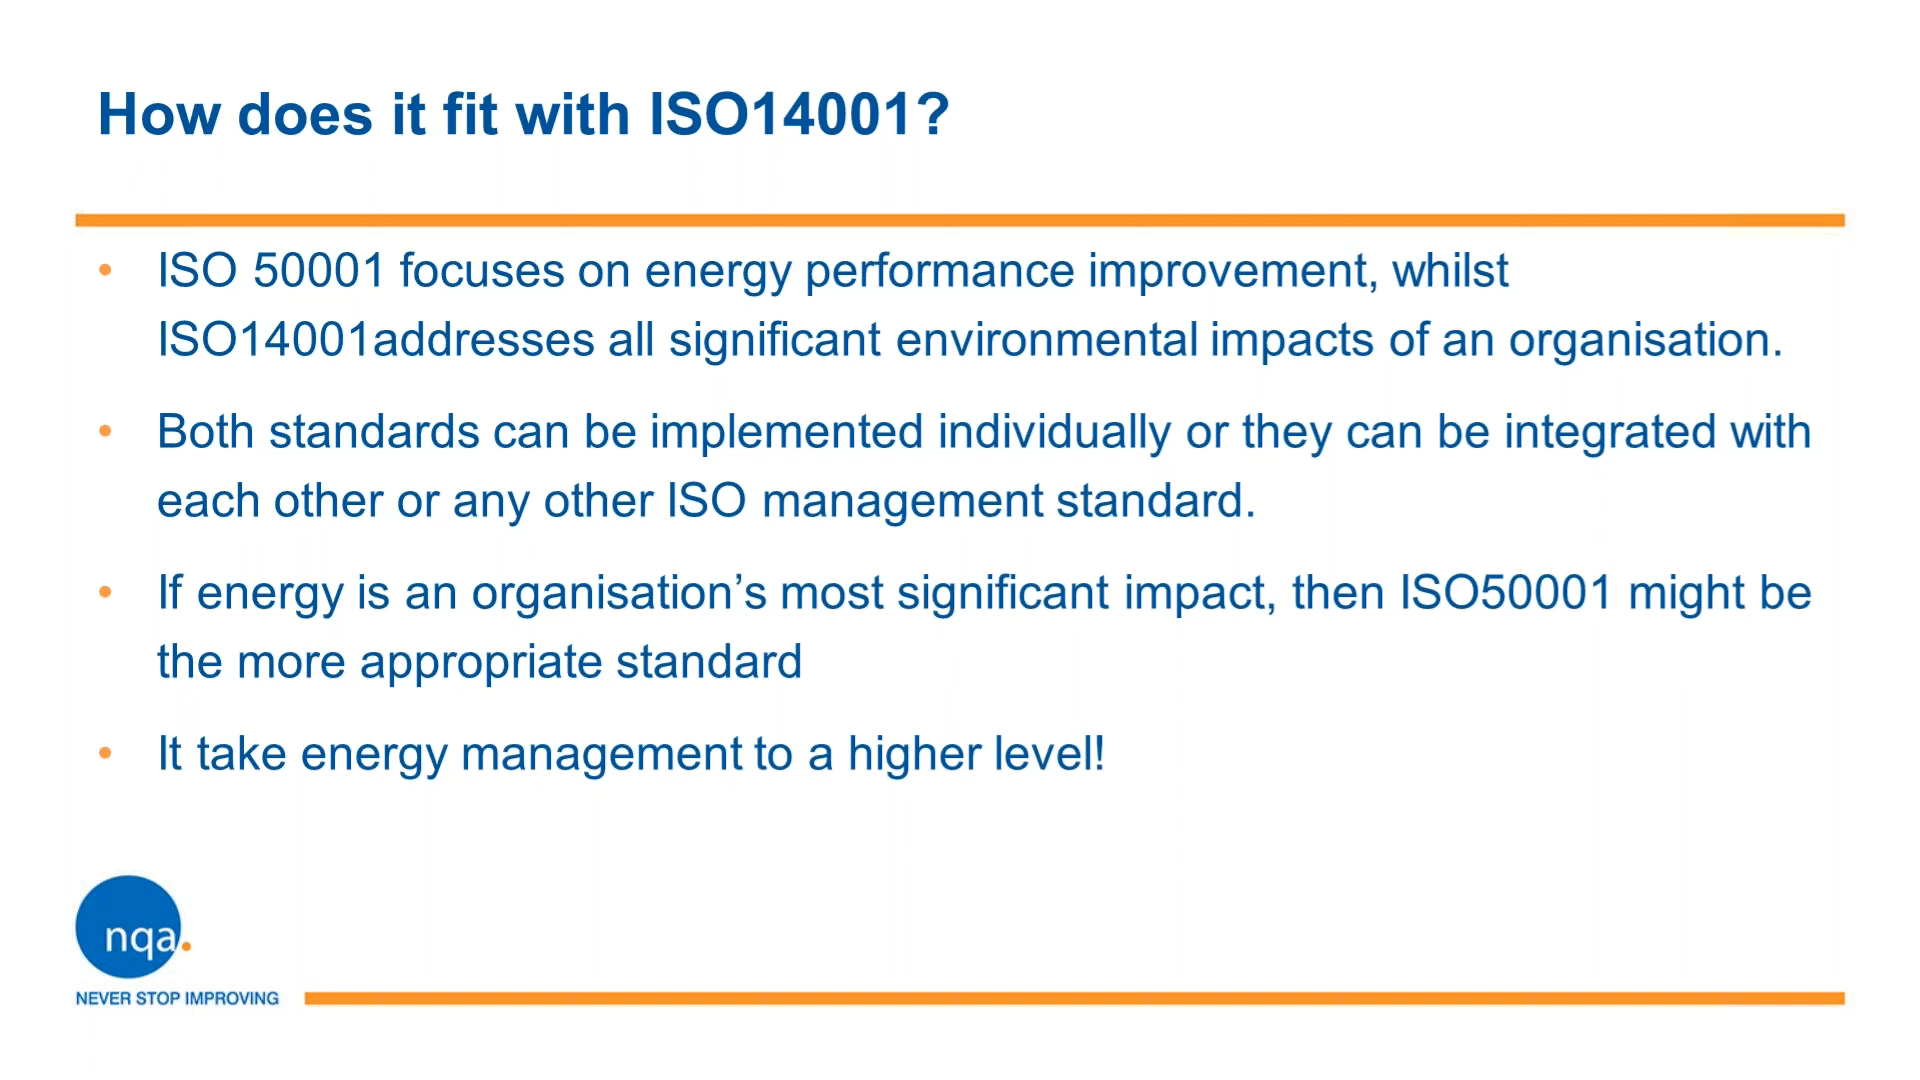 How does it fit with ISO14001?
• ISO 50001 focuses on energy performance improvement, whilst
ISO14001addresses all significant environmental impacts of an organisation.
• Both standards can be implemented individually or they can be integrated with
each other or any other ISO management standard.
• If energy is an organisation’s most significant impact, then ISO50001 might be
the more appropriate standard
• It take energy management to a higher level!
nqa.
NEVER STOP IMPROVING